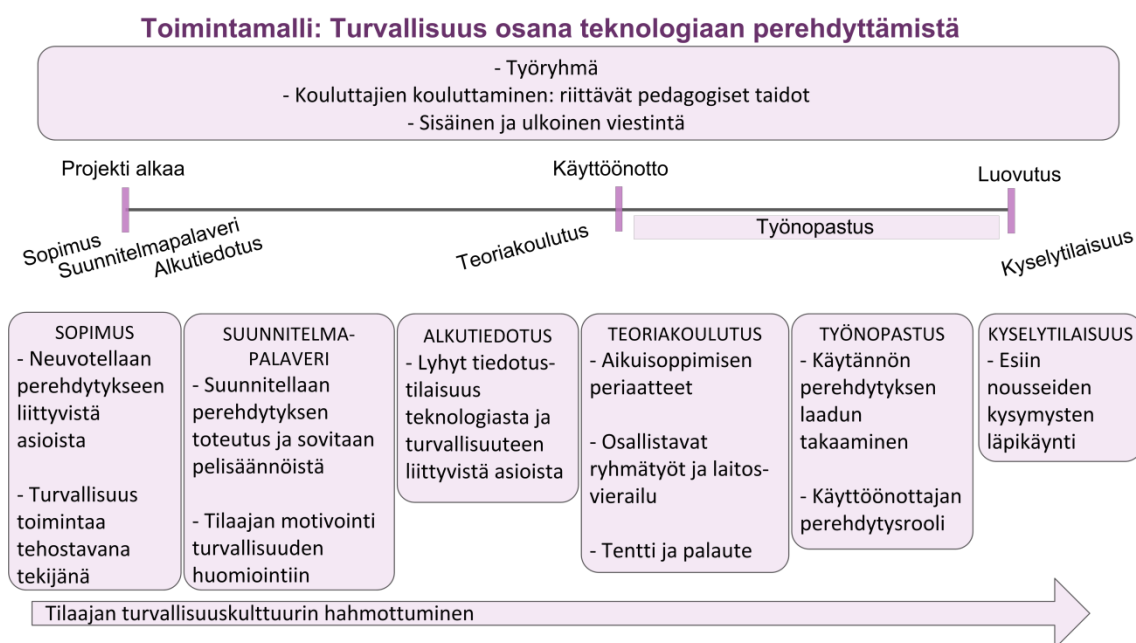 Toimintamalli: Turvallisuus osana teknologiaan perehdyttämistä
- Työryhmä
- Kouluttajien kouluttaminen: riittävät pedagogiset taidot
- Sisäinen ja ulkoinen viestintä
Projekti alkaa
Käyttöönotto
Luovutus
Työnopastus
Sopimus
Suunnitelmapalaveri
Alkutiedotus
Teoriakoulutus
Kyselytilaisuus
SOPIMUS
- Neuvotellaan
perehdytykseen
liittyvistä
asioista
- Turvallisuus
toimintaa
tehostavana
tekijänä
SUUNNITELMA-
PALAVERI
- Suunnitellaan
perehdytyksen
toteutus ja sovitaan
pelisäännöistä
- Tilaajan motivointi
turvallisuuden
huomiointiin
ALKUTIEDOTUS
- Lyhyt tiedotus-
tilaisuus
teknologiasta ja
turvallisuuteen
liittyvistä asioista
TEORIAKOULUTUS
- Aikuisoppimisen
periaatteet
- Osallistavat
ryhmätyöt ja laitos-
vierailu
- Tentti ja palaute
TYÖNOPASTUS
- Käytännön
perehdytyksen
laadun
takaaminen
- Käyttöönottajan
perehdytysrooli
KYSELYTILAISUUS
- Esiin
nousseiden
kysymysten
läpikäynti
Tilaajan turvallisuuskulttuurin hahmottuminen